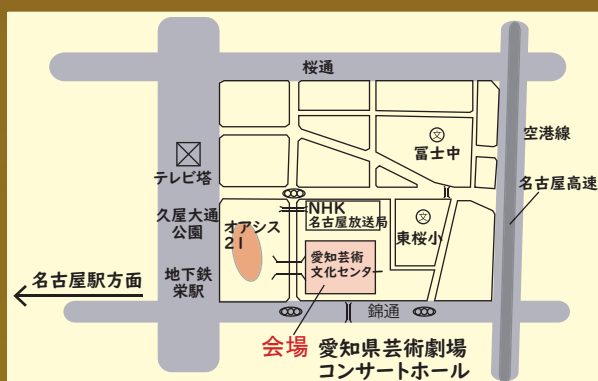 桜通
空港線
冨士中
テレビ塔
名古屋高速
久屋大通
公園
オアシス
21
NHK
名古屋放送局
東桜小
愛知芸術
文化センター
地下鉄
栄駅
名古屋駅方面
錦通
会場 愛知県芸術劇場
コンサートホール
文
文